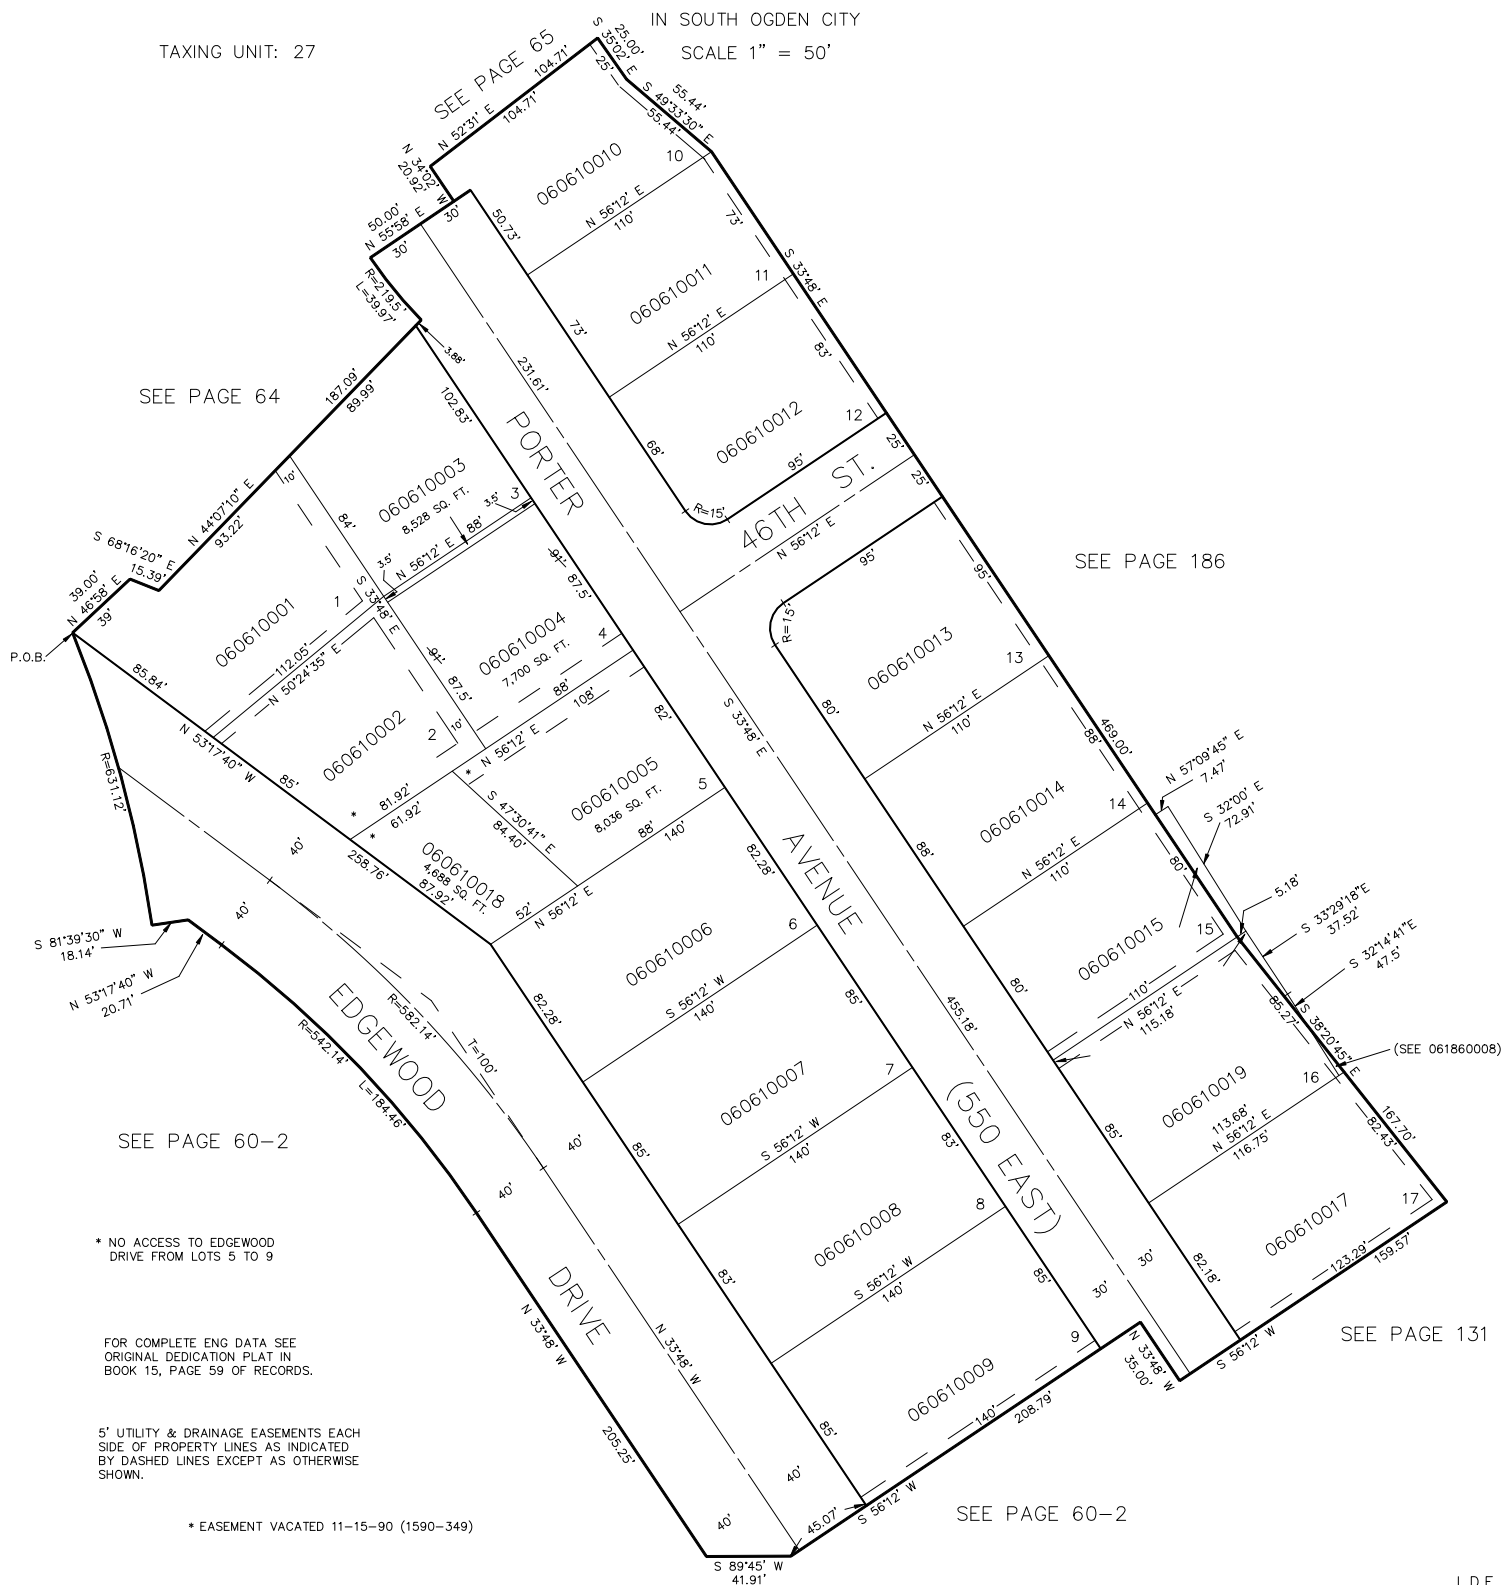 IN SOUTH OGDEN CITY
TAXING UNIT: 27
SCALE 1" = 50'
SEE PAGE 65
104.71'
N 52°31' E
104.71'
25.00'
S 35°02' E
25'
55.44'
S 49°33'30" E
55.44'
N 34°02' W
20.92'
50.00'
N 55°58' E
30'
30'
R=219.5'
L=39.97'
3.88'
50.73'
060610010
10
N 56°12' E
110'
73'
S 33°48' E
060610011
11
N 56°12' E
110'
73'
83'
231.61'
060610012
12
68'
95'
R=15'
25'
25'
46TH ST.
N 56°12' E
SEE PAGE 64
187.09'
89.99'
102.83'
PORTER
060610003
3
8,528 SQ. FT.
3.5'
88'
N 56°12' E
3.5'
10'
84'
N 44°07'10" E
93.22'
S 68°16'20" E
15.39'
39.00'
N 46°58' E
39'
P.O.B.
060610001
1
S 33°48' E
112.05'
N 50°24'35" E
85.84'
N 53°17'40" W
060610002
2
10'
85'
91'
87.5'
91'
87.5'
060610004
4
7,700 SQ. FT.
88'
108'
N 56°12' E
*
81.92'
*
61.92'
*
82'
060610005
5
8,036 SQ. FT.
88'
140'
S 47°30'41" E
84.40'
060610018
4,688 SQ. FT.
87.92'
258.76'
52'
N 56°12' E
SEE PAGE 186
95'
R=15'
95'
060610013
13
N 56°12' E
110'
80'
S 33°48' E
469.00'
88'
060610014
14
N 56°12' E
110'
88'
N 57°09'45" E
7.47'
S 32°00' E
72.91'
80'
5.18'
S 33°29'18"E
37.52'
S 32°14'41"E
47.5'
060610015
15
80'
110'
N 56°12' E
115.18'
85.27'
S 38°20'45" E
(SEE 061860008)
AVENUE
82.28'
455.18'
060610006
6
S 56°12' W
140'
82.28'
85'
060610007
7
S 56°12' W
140'
85'
83'
(550 EAST)
060610019
16
113.68'
N 56°12' E
116.75'
85'
167.70'
82.43'
060610017
17
123.29'
159.57'
82.18'
S 56°12' W
30'
30'
N 33°48' W
35.00'
SEE PAGE 131
060610008
8
S 56°12' W
140'
83'
85'
060610009
9
140'
208.79'
85'
S 56°12' W
45.07'
SEE PAGE 60-2
R=631.12'
40'
40'
S 81°39'30" W
18.14'
N 53°17'40" W
20.71'
EDGEWOOD
R=582.14'
T=100'
R=542.14'
L=184.46'
40'
40'
SEE PAGE 60-2
DRIVE
N 33°48' W
N 33°48' W
205.25'
40'
40'
S 89°45' W
41.91'
* NO ACCESS TO EDGEWOOD
DRIVE FROM LOTS 5 TO 9
FOR COMPLETE ENG DATA SEE
ORIGINAL DEDICATION PLAT IN
BOOK 15, PAGE 59 OF RECORDS.
5' UTILITY & DRAINAGE EASEMENTS EACH
SIDE OF PROPERTY LINES AS INDICATED
BY DASHED LINES EXCEPT AS OTHERWISE
SHOWN.
* EASEMENT VACATED 11-15-90 (1590-349)